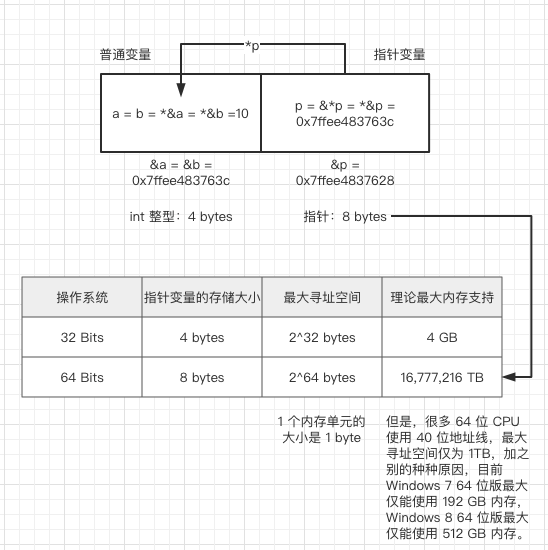 *p
普通变量
指针变量
a = b = *&a = *&b =10
p = &*p = *&p =
0x7ffee483763c
&a = &b =
0x7ffee483763c
&p =
0x7ffee4837628
int 整型：4 bytes
指针：8 bytes
操作系统 指针变量的存储大小 最大寻址空间 理论最大内存支持
32 Bits 4 bytes 2^32 bytes 4 GB
64 Bits 8 bytes 2^64 bytes 16,777,216 TB
1 个内存单元的
大小是 1 byte
但是，很多 64 位 CPU
使用 40 位地址线，最大
寻址空间仅为 1TB，加之
别的种种原因，目前
Windows 7 64 位版最大
仅能使用 192 GB 内存，
Windows 8 64 位版最大
仅能使用 512 GB 内存。